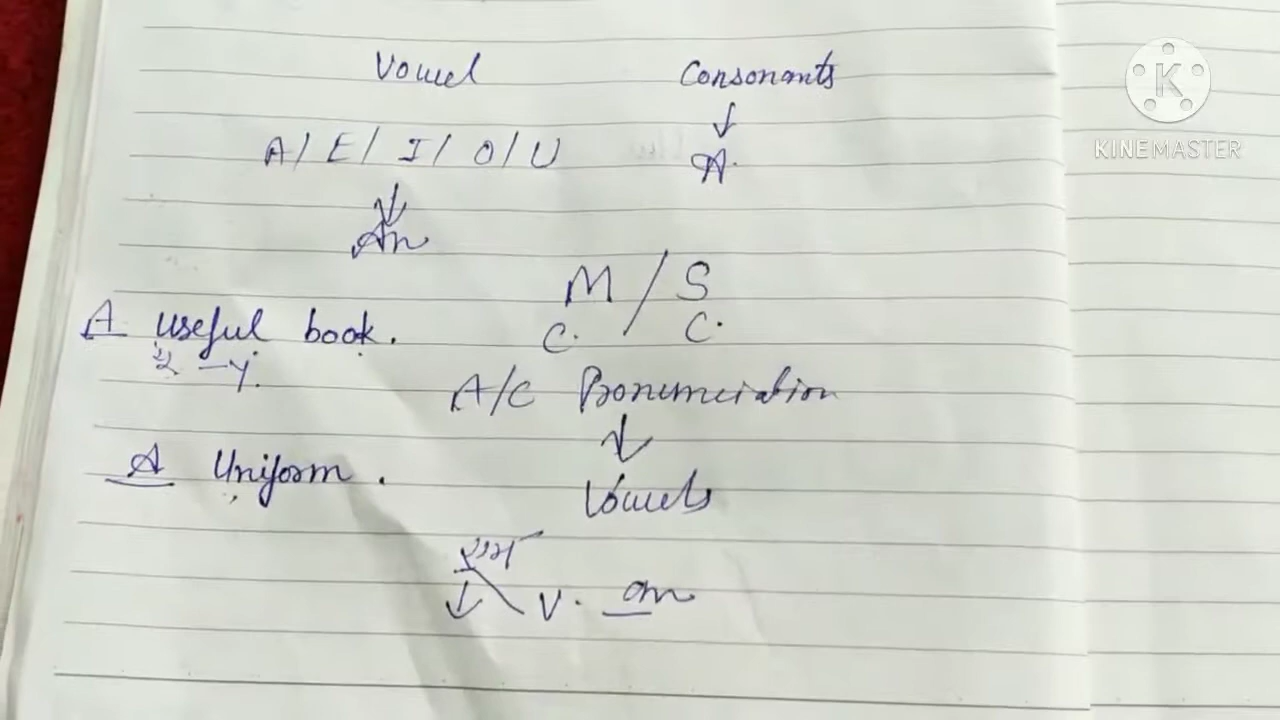 Vowel Consonants
↓
A/ E/ I/ O/ U A.
↓
An
M / S
A useful book. C. C.
यू - y.
A/C Pronunciation
↓
A Uniform.
Vowels
↓ V. an
KINEMASTER